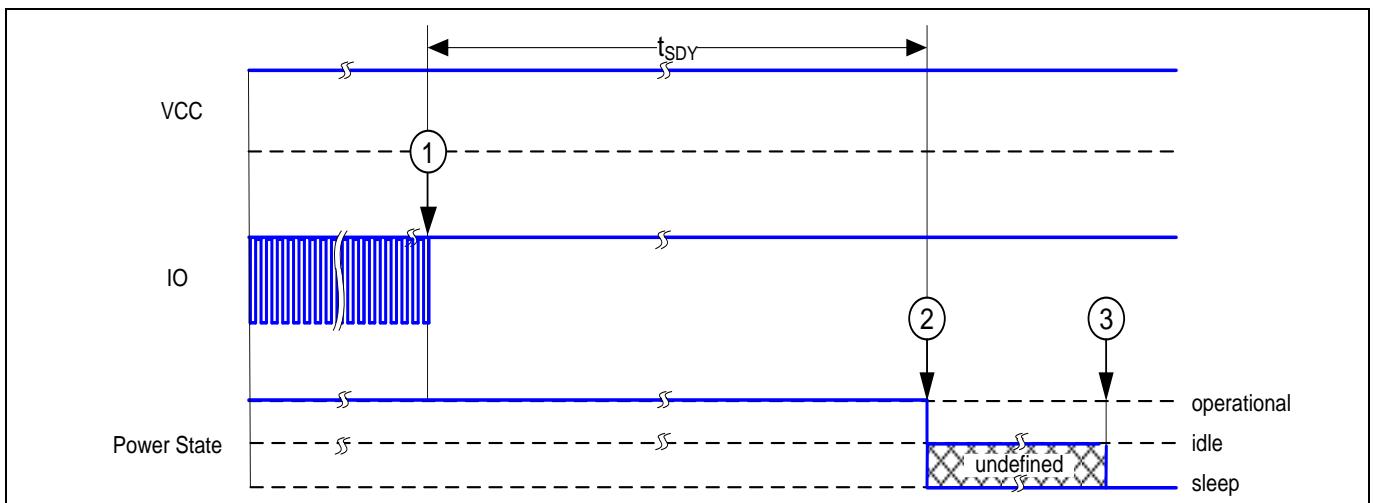 tSDY
VCC
1
IO
2
3
operational
Power State
idle
undefined
sleep